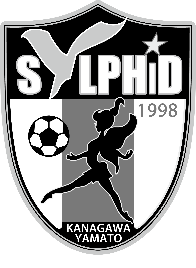 SYLPHiD
1998
KANAGAWA
YAMATO